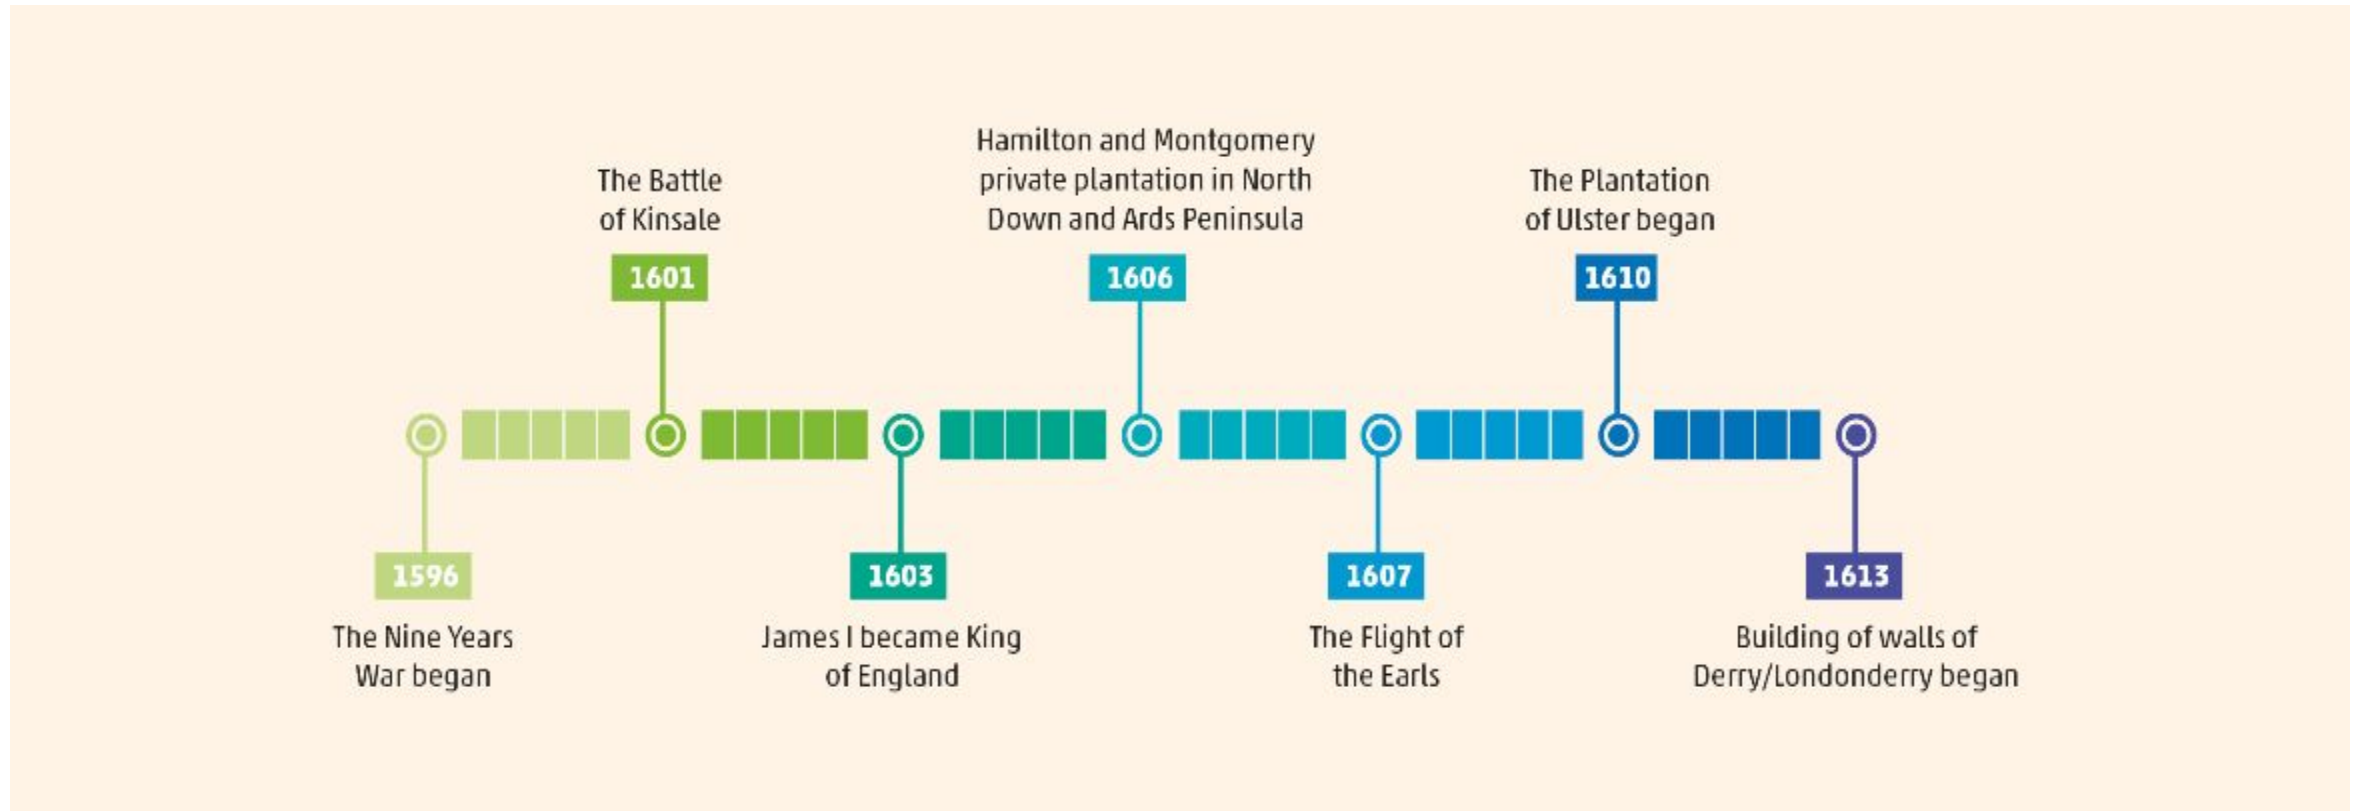 The Nine Years
War began
1596
The Battle
of Kinsale
1601
1603
James I became King
of England
Hamilton and Montgomery
private plantation in North
Down and Ards Peninsula
1606
1607
The Flight of
the Earls
The Plantation
of Ulster began
1610
1613
Building of walls of
Derry/Londonderry began